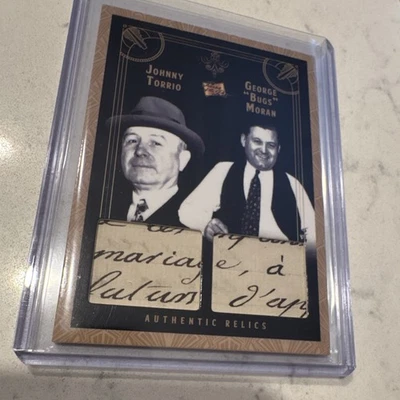 JOHNNY
TORRIO
GEORGE
"BUGS"
MORAN
mariage, à
d'ap
AUTHENTIC RELICS